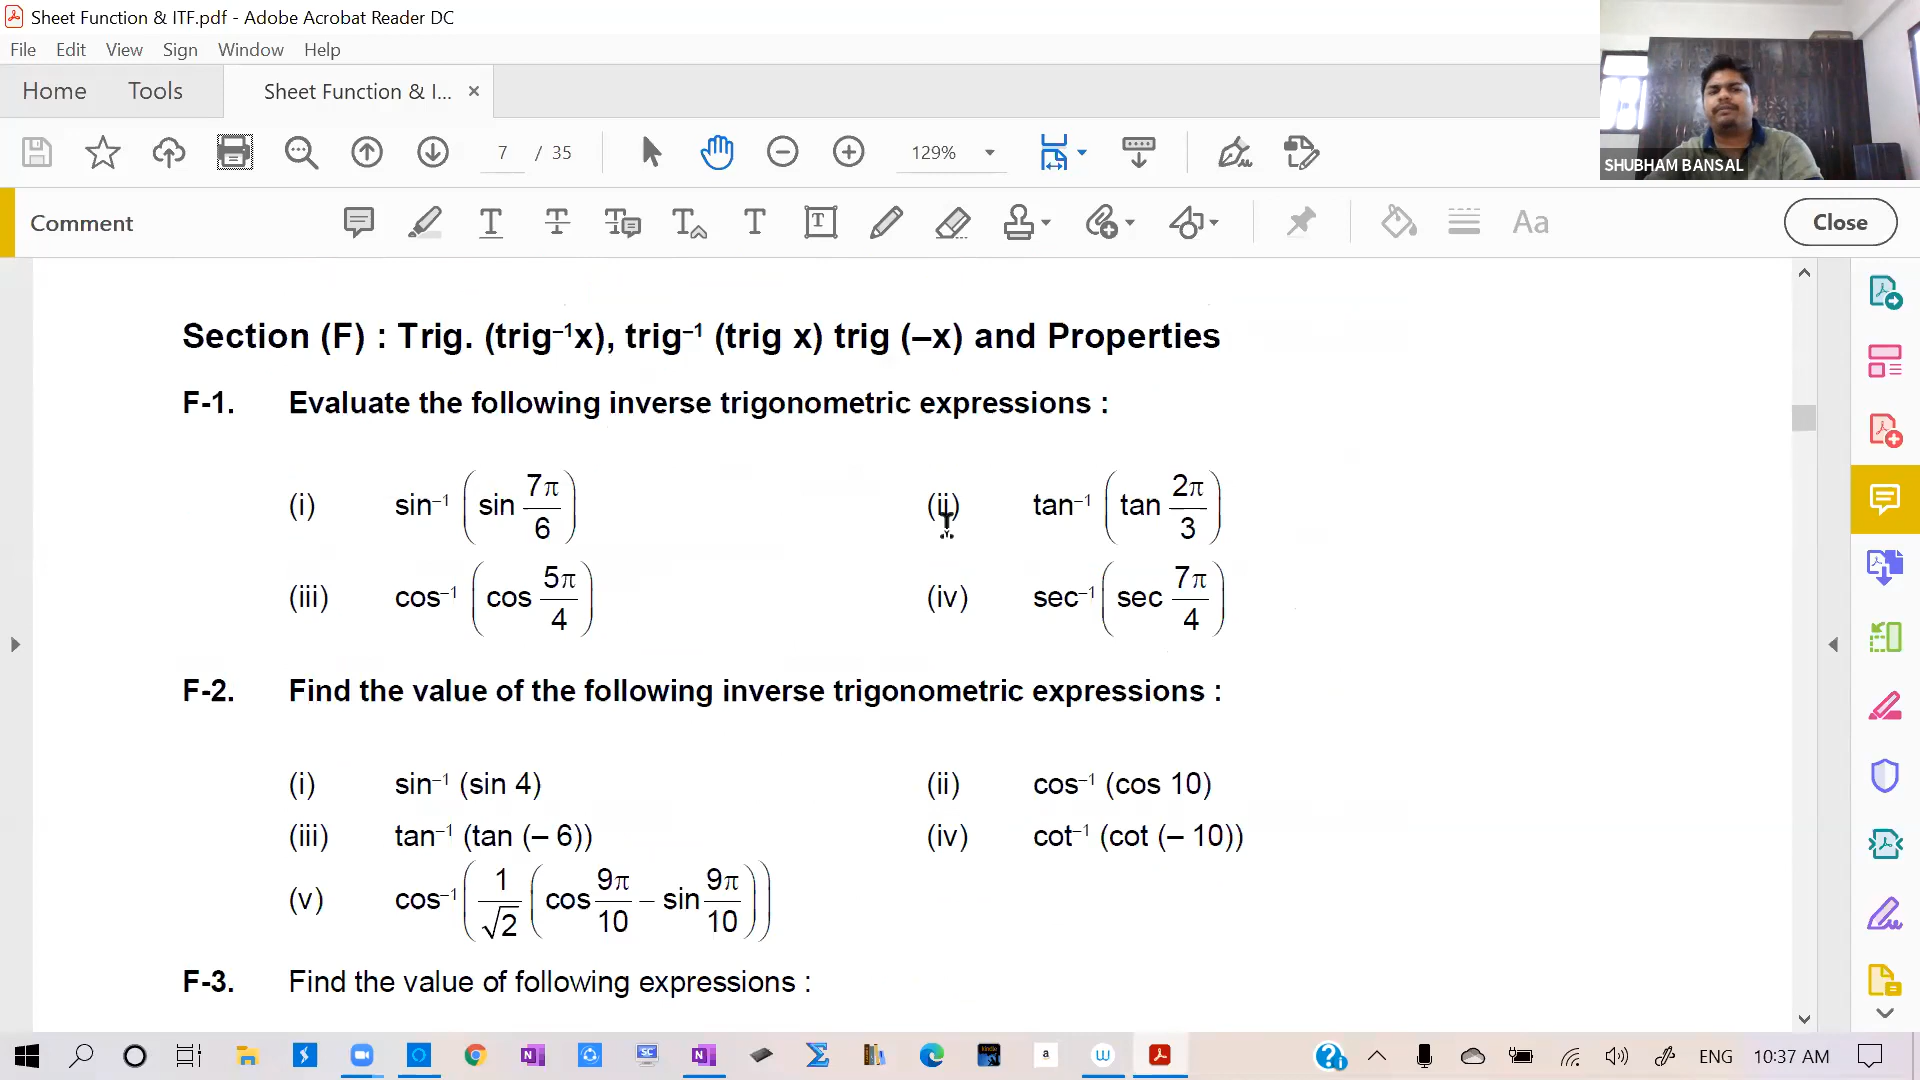 Sheet Function & ITF.pdf - Adobe Acrobat Reader DC
File Edit View Sign Window Help
Home Tools Sheet Function & I... ×
7 / 35 129%
SHUBHAM BANSAL
Comment Close
Section (F) : Trig. (trig⁻¹x), trig⁻¹ (trig x) trig (–x) and Properties
F-1. Evaluate the following inverse trigonometric expressions :
(i) sin⁻¹ (sin 7π/6) (ii) tan⁻¹ (tan 2π/3)
(iii) cos⁻¹ (cos 5π/4) (iv) sec⁻¹ (sec 7π/4)
F-2. Find the value of the following inverse trigonometric expressions :
(i) sin⁻¹ (sin 4) (ii) cos⁻¹ (cos 10)
(iii) tan⁻¹ (tan (– 6)) (iv) cot⁻¹ (cot (– 10))
(v) cos⁻¹ (1/√2 (cos 9π/10 – sin 9π/10))
F-3. Find the value of following expressions :
ENG 10:37 AM